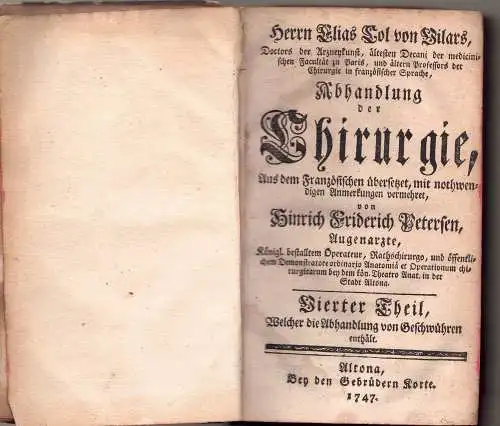 Herrn Elias Col von Vilars,
Doctors der Arzneykunst, ältesten Decani der medicini-
schen Facultät zu Paris, und ältern Professors der
Chirurgie in französischer Sprache,
Abhandlung
der
Chirurgie,
Aus dem Französischen übersetzet, mit nothwen-
digen Anmerkungen vermehret,
von
Hinrich Friderich Petersen,
Augenarzte,
Königl. bestalltem Operateur, Rathschirurgo, und öffentli-
chem Demonstratore ordinario Anatomiä et Operationum chi-
rurgicarum bey dem kön. Theatro Anat. in der
Stadt Altona.
Vierter Theil,
Welcher die Abhandlung von Geschwühren
enthält.
Altona,
Bey den Gebrüdern Korte.
1747.